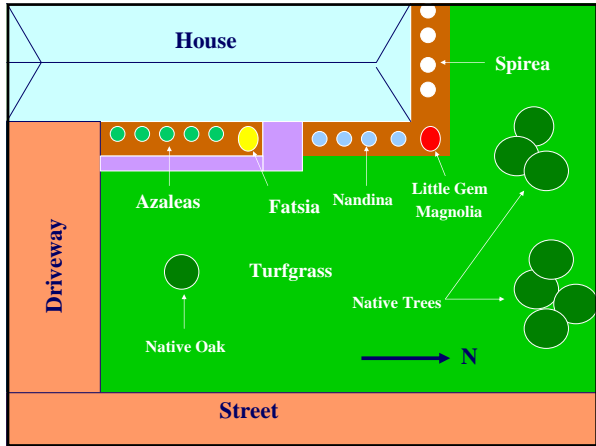 House
Spirea
Azaleas
Fatsia
Nandina
Little Gem
Magnolia
Driveway
Turfgrass
Native Trees
Native Oak
N
Street